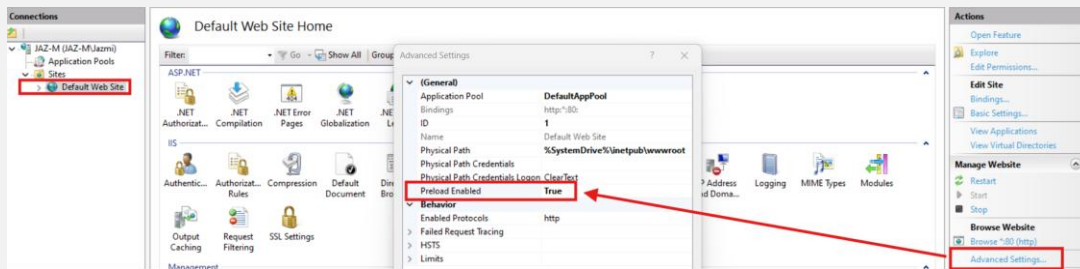 Connections
JAZ-M (JAZ-M\Jazmi)
Application Pools
Sites
Default Web Site
Default Web Site Home
Filter:
Go
Show All
Group
ASP.NET
.NET Authorizat...
.NET Compilation
.NET Error Pages
.NET Globalization
IIS
Authentic...
Authorizat... Rules
Compression
Default Document
Output Caching
Request Filtering
SSL Settings
Management
Advanced Settings
? ×
(General)
Application Pool DefaultAppPool
Bindings http:*:80:
ID 1
Name Default Web Site
Physical Path %SystemDrive%\inetpub\wwwroot
Physical Path Credentials
Physical Path Credentials Logon ClearText
Preload Enabled True
Behavior
Enabled Protocols http
Failed Request Tracing
HSTS
Limits
Logging
MIME Types
Modules
Actions
Open Feature
Explore
Edit Permissions...
Edit Site
Bindings...
Basic Settings...
View Applications
View Virtual Directories
Manage Website
Restart
Start
Stop
Browse Website
Browse *:80 (http)
Advanced Settings...